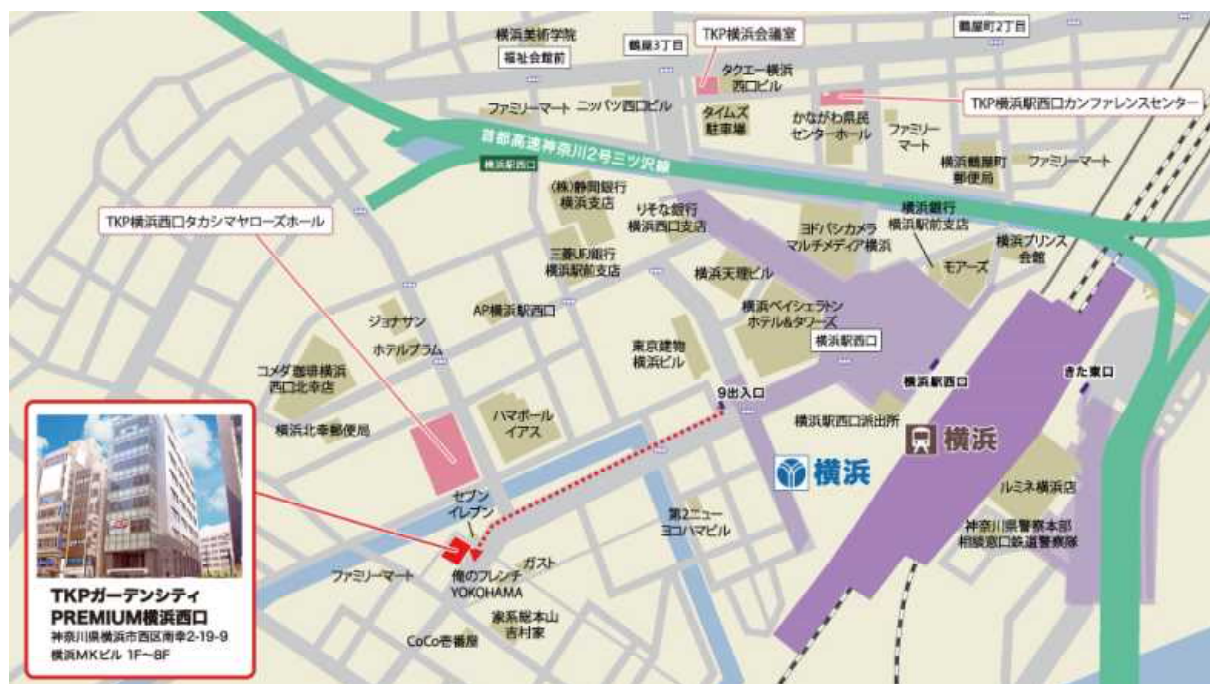 横浜美術学院
福祉会館前
鶴屋3丁目
TKP横浜会議室
鶴屋町2丁目
タクエー横浜
西口ビル
TKP横浜駅西口カンファレンスセンター
ファミリーマート
ニッパツ西口ビル
タイムズ
駐車場
かながわ県民
センターホール
ファミリー
マート
横浜鶴屋町
郵便局
ファミリーマート
首都高速神奈川2号三ツ沢線
横浜駅西口
(株)静岡銀行
横浜支店
りそな銀行
横浜西口支店
ヨドバシカメラ
マルチメディア横浜
横浜銀行
横浜駅前支店
横浜プリンス
会館
モアーズ
TKP横浜西口タカシマヤローズホール
三菱UFJ銀行
横浜駅前支店
横浜天理ビル
AP横浜駅西口
横浜ベイシェラトン
ホテル&タワーズ
ジョナサン
ホテルプラム
東京建物
横浜ビル
横浜駅西口
コメダ珈琲横浜
西口北幸店
横浜駅西口
きた東口
9出入口
横浜北幸郵便局
ハマボール
イアス
横浜駅西口派出所
横浜
横浜
ルミネ横浜店
セブン
イレブン
第2ニュー
ヨコハマビル
神奈川県警察本部
相談窓口鉄道警察隊
ファミリーマート
俺のフレンチ
YOKOHAMA
ガスト
家系総本山
吉村家
CoCo壱番屋
TKPガーデンシティ
PREMIUM横浜西口
神奈川県横浜市西区南幸2-19-9
横浜MKビル 1F～8F